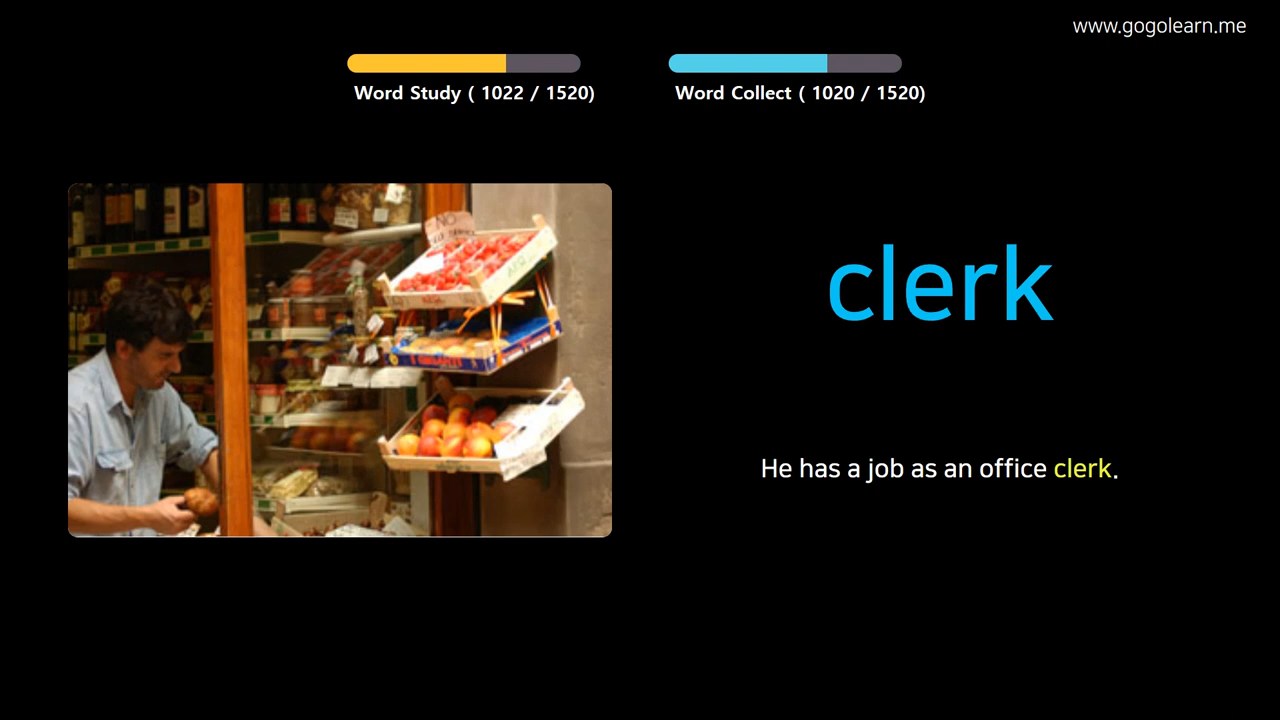 www.gogolearn.me
Word Study ( 1022 / 1520)
Word Collect ( 1020 / 1520)
NO
clerk
He has a job as an office clerk.